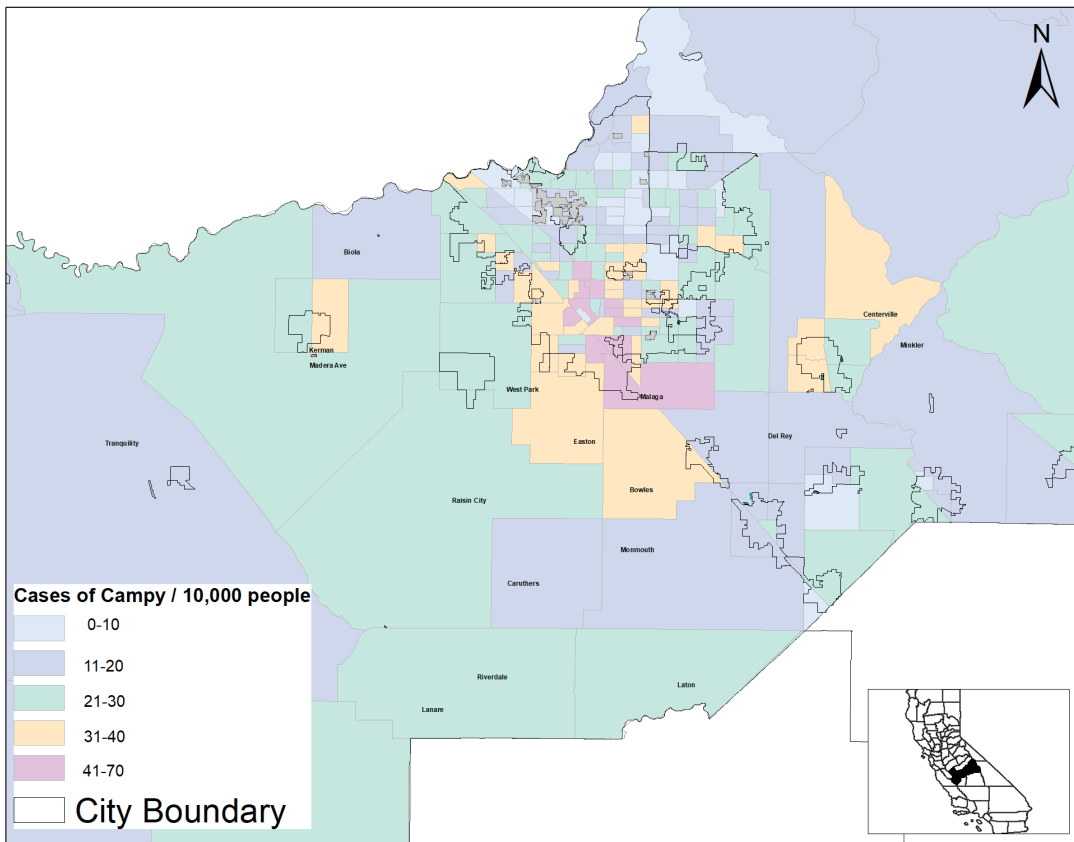 N
Biola
Centerville
Minkler
Kerman
Madera Ave
West Park
Malaga
Tranquility
Easton
Del Rey
Raisin City
Bowles
Monmouth
Caruthers
Riverdale
Laton
Lanare
Cases of Campy / 10,000 people
0-10
11-20
21-30
31-40
41-70
City Boundary